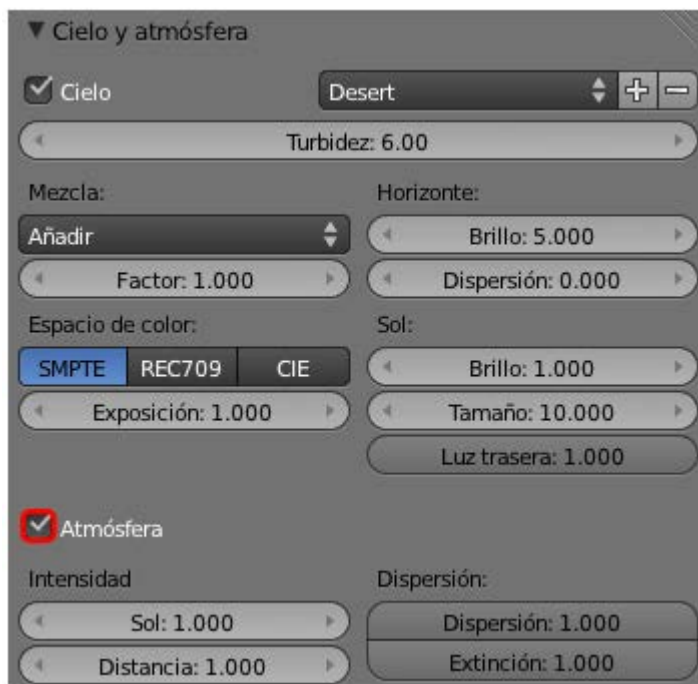 Cielo y atmósfera
Cielo Desert
Turbidez: 6.00
Mezcla: Horizonte:
Añadir Brillo: 5.000
Factor: 1.000 Dispersión: 0.000
Espacio de color: Sol:
SMPTE REC709 CIE Brillo: 1.000
Exposición: 1.000 Tamaño: 10.000
Luz trasera: 1.000
Atmósfera
Intensidad Dispersión:
Sol: 1.000 Dispersión: 1.000
Distancia: 1.000 Extinción: 1.000